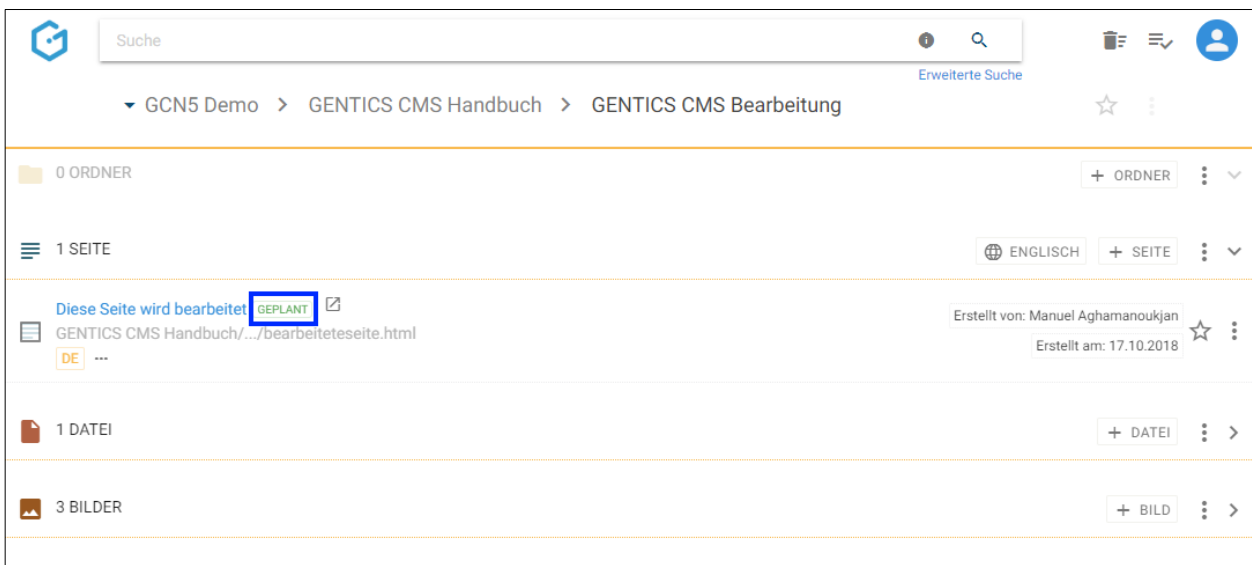 Suche
Erweiterte Suche
GCN5 Demo > GENTICS CMS Handbuch > GENTICS CMS Bearbeitung
0 ORDNER + ORDNER
1 SEITE ENGLISCH + SEITE
Diese Seite wird bearbeitet GEPLANT
GENTICS CMS Handbuch/.../bearbeiteteseite.html
DE ...
Erstellt von: Manuel Aghamanoukjan
Erstellt am: 17.10.2018
1 DATEI + DATEI
3 BILDER + BILD